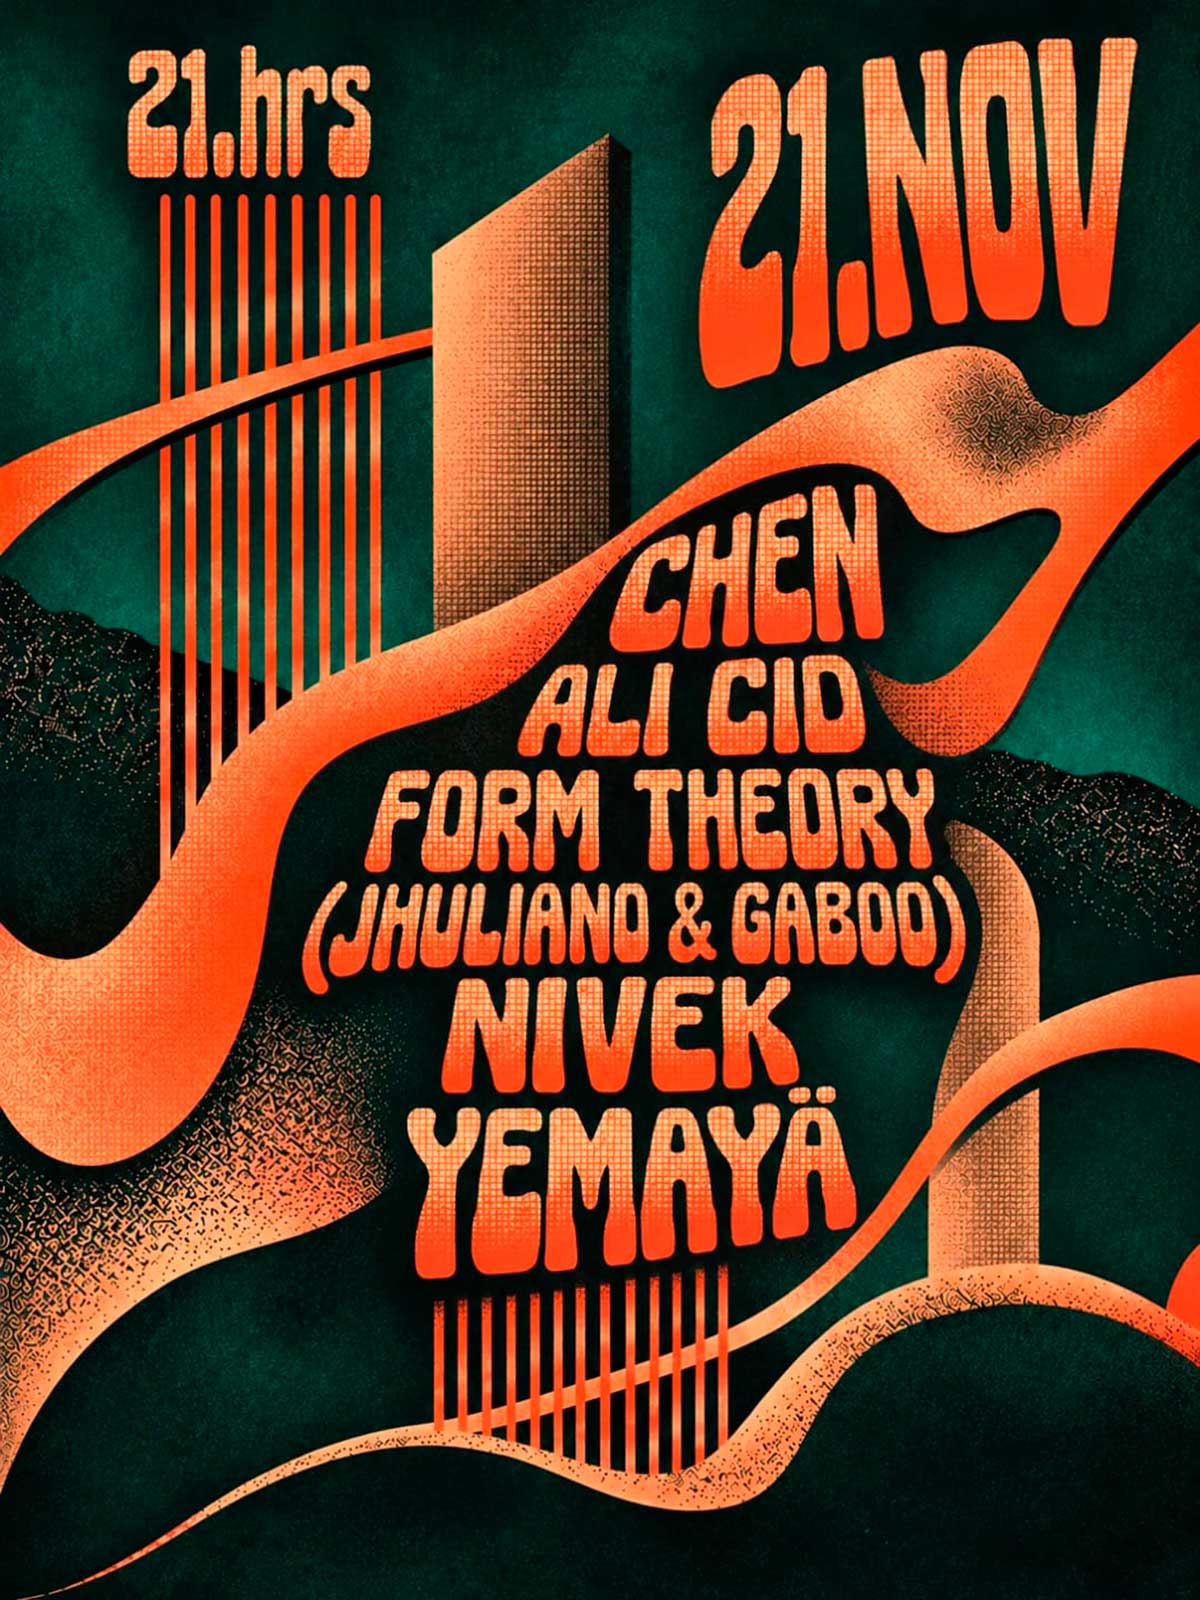 21.hrs
21.NOV
CHEN
ALI CID
FORM THEORY
(JHULIANO & GABOO)
NIVEK
YEMAYÄ